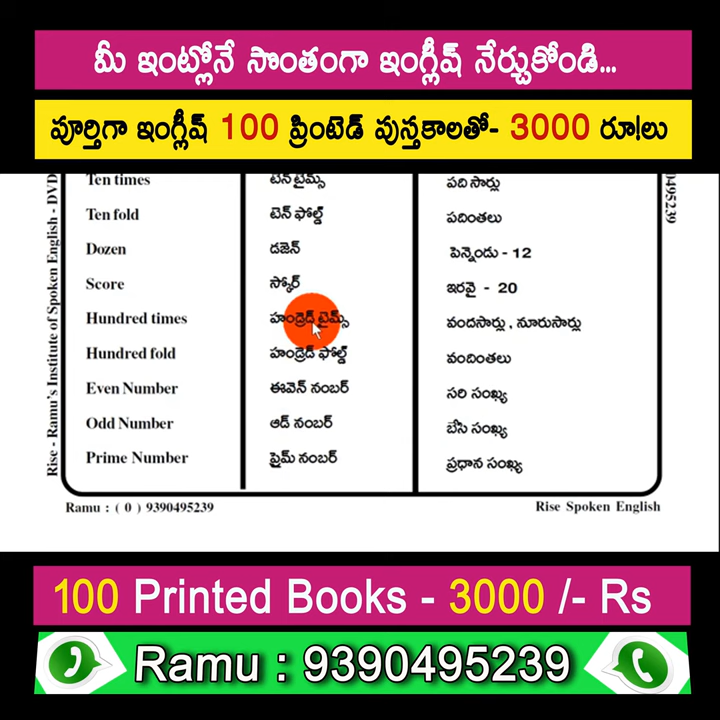 మీ ఇంట్లోనే సొంతంగా ఇంగ్లీష్ నేర్చుకోండి...
పూర్తిగా ఇంగ్లీష్ 100 ప్రింటెడ్ పుస్తకాలతో- 3000 రూ!లు
Ten times టెన్ టైమ్స్ పది సార్లు
Ten fold టెన్ ఫోల్డ్ పదింతలు
Dozen డజెన్ పెన్నెండు - 12
Score స్కోర్ ఇరవై - 20
Hundred times హండ్రెడ్ టైమ్స్ వందసార్లు , నూరుసార్లు
Hundred fold హండ్రెడ్ ఫోల్డ్ వందింతలు
Even Number ఈవెన్ నంబర్ సరి సంఖ్య
Odd Number ఆడ్ నంబర్ బేసి సంఖ్య
Prime Number ప్రైమ్ నంబర్ ప్రధాన సంఖ్య
Rise - Ramu's Institute of Spoken English - DVD
0495239
Ramu : ( 0 ) 9390495239 Rise Spoken English
100 Printed Books - 3000 /- Rs
Ramu : 9390495239